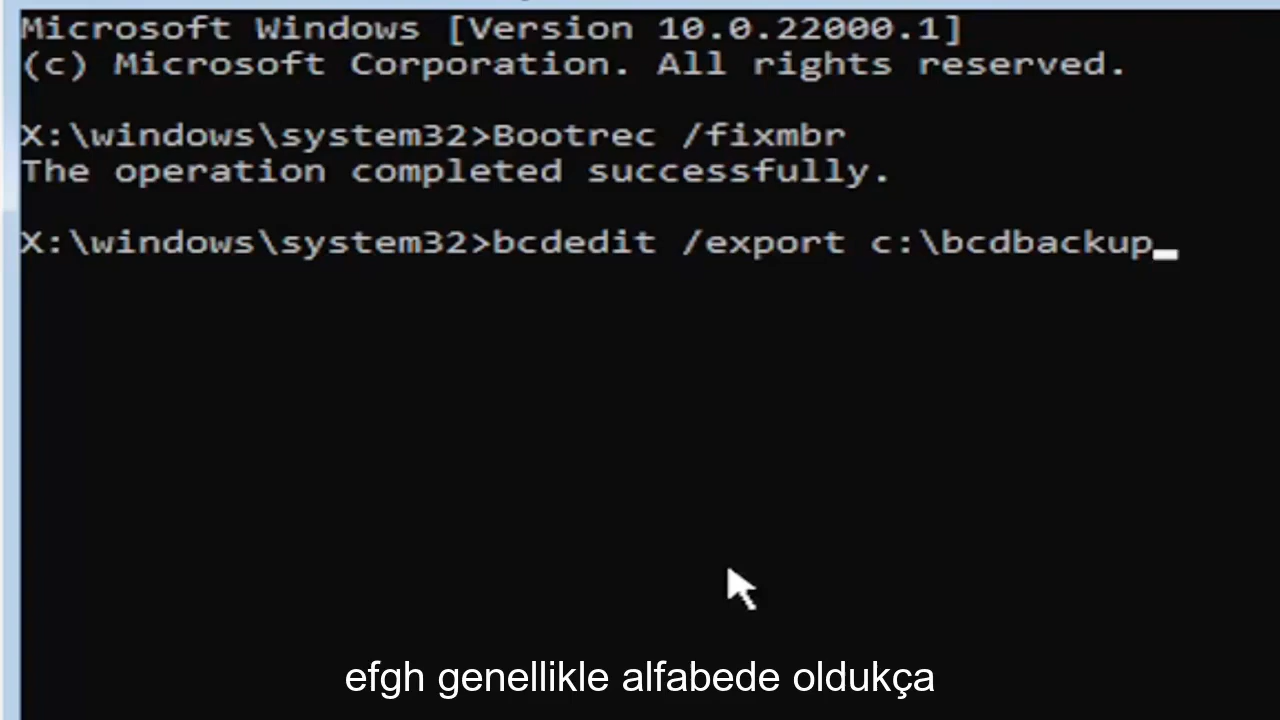 Microsoft Windows [Version 10.0.22000.1]
(c) Microsoft Corporation. All rights reserved.
X:\windows\system32>Bootrec /fixmbr
The operation completed successfully.
X:\windows\system32>bcdedit /export c:\bcdbackup
efgh genellikle alfabede oldukça